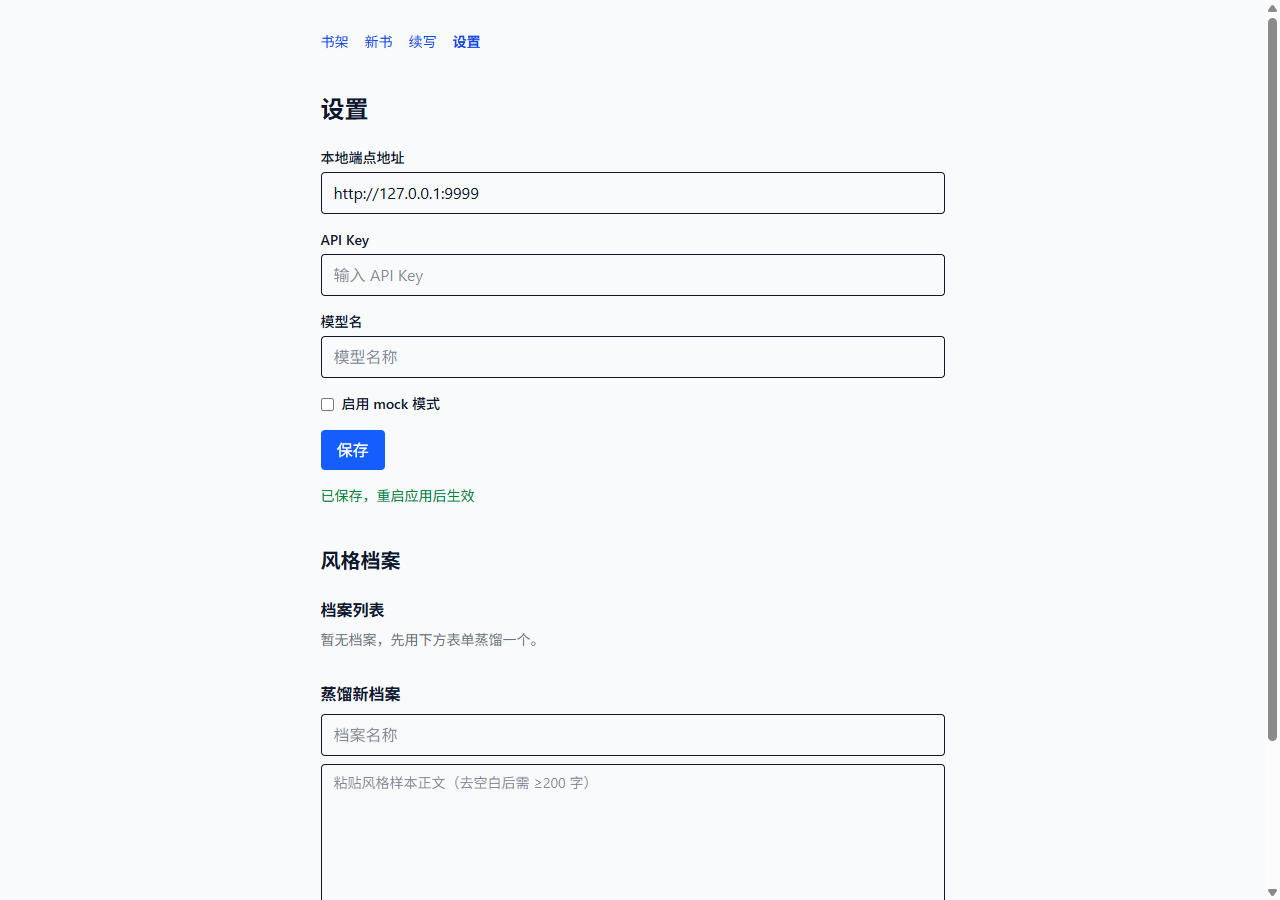 书架 新书 续写 设置
设置
本地端点地址
http://127.0.0.1:9999
API Key
输入 API Key
模型名
模型名称
启用 mock 模式
保存
已保存，重启应用后生效
风格档案
档案列表
暂无档案，先用下方表单蒸馏一个。
蒸馏新档案
档案名称
粘贴风格样本正文（去空白后需 ≥200 字）